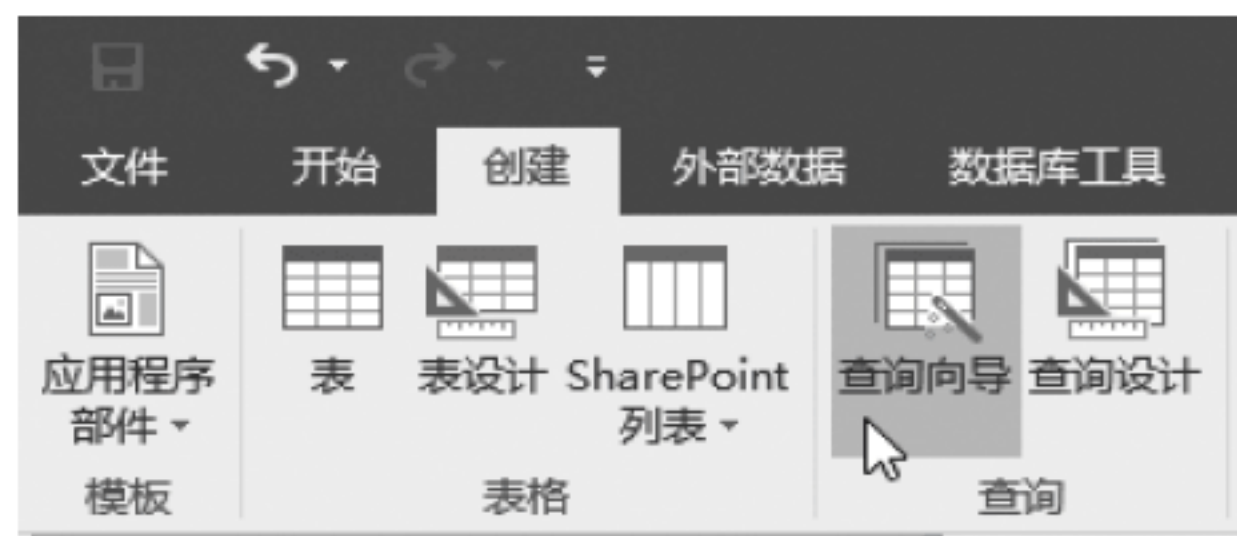 文件 开始 创建 外部数据 数据库工具
应用程序 表 表设计 SharePoint 查询向导 查询设计
部件 列表
模板 表格 查询